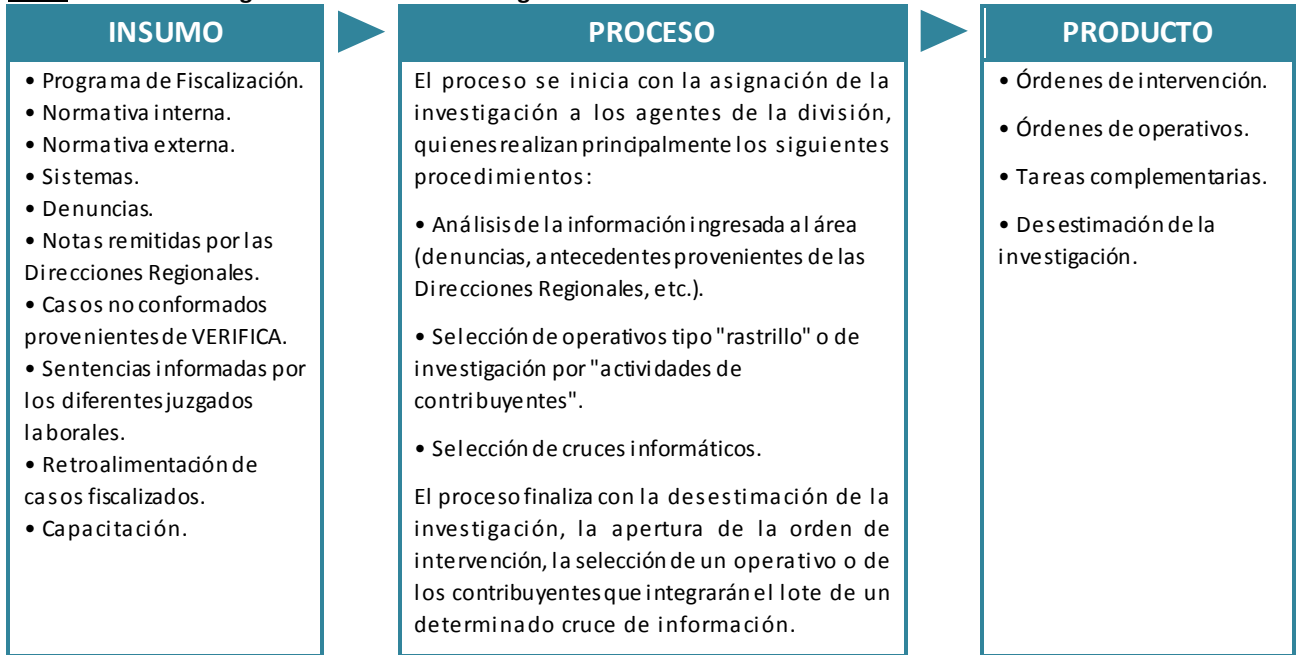 INSUMO
• Programa de Fiscalización.
• Normativa interna.
• Normativa externa.
• Sistemas.
• Denuncias.
• Notas remitidas por las
Direcciones Regionales.
• Casos no conformados
provenientes de VERIFICA.
• Sentencias informadas por
los diferentes juzgados
laborales.
• Retroalimentación de
casos fiscalizados.
• Capacitación.
PROCESO
El proceso se inicia con la asignación de la
investigación a los agentes de la división,
quienes realizan principalmente los siguientes
procedimientos:
• Análisis de la información ingresada al área
(denuncias, antecedentes provenientes de las
Direcciones Regionales, etc.).
• Selección de operativos tipo "rastrillo" o de
investigación por "actividades de
contribuyentes".
• Selección de cruces informáticos.
El proceso finaliza con la desestimación de la
investigación, la apertura de la orden de
intervención, la selección de un operativo o de
los contribuyentes que integrarán el lote de un
determinado cruce de información.
PRODUCTO
• Órdenes de intervención.
• Órdenes de operativos.
• Tareas complementarias.
• Desestimación de la
investigación.